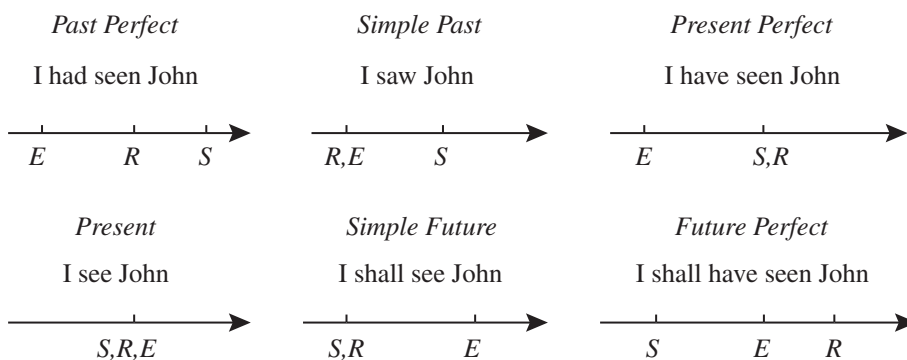 Past Perfect Simple Past Present Perfect
I had seen John I saw John I have seen John
E R S R,E S E S,R
Present Simple Future Future Perfect
I see John I shall see John I shall have seen John
S,R,E S,R E S E R